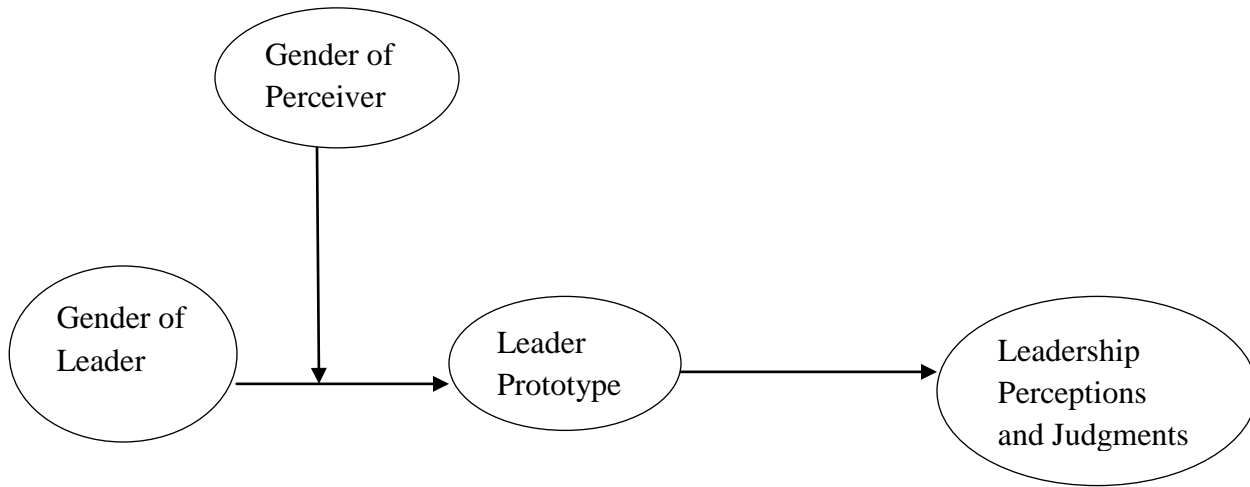 Gender of
Perceiver
Gender of
Leader
Leader
Prototype
Leadership
Perceptions
and Judgments